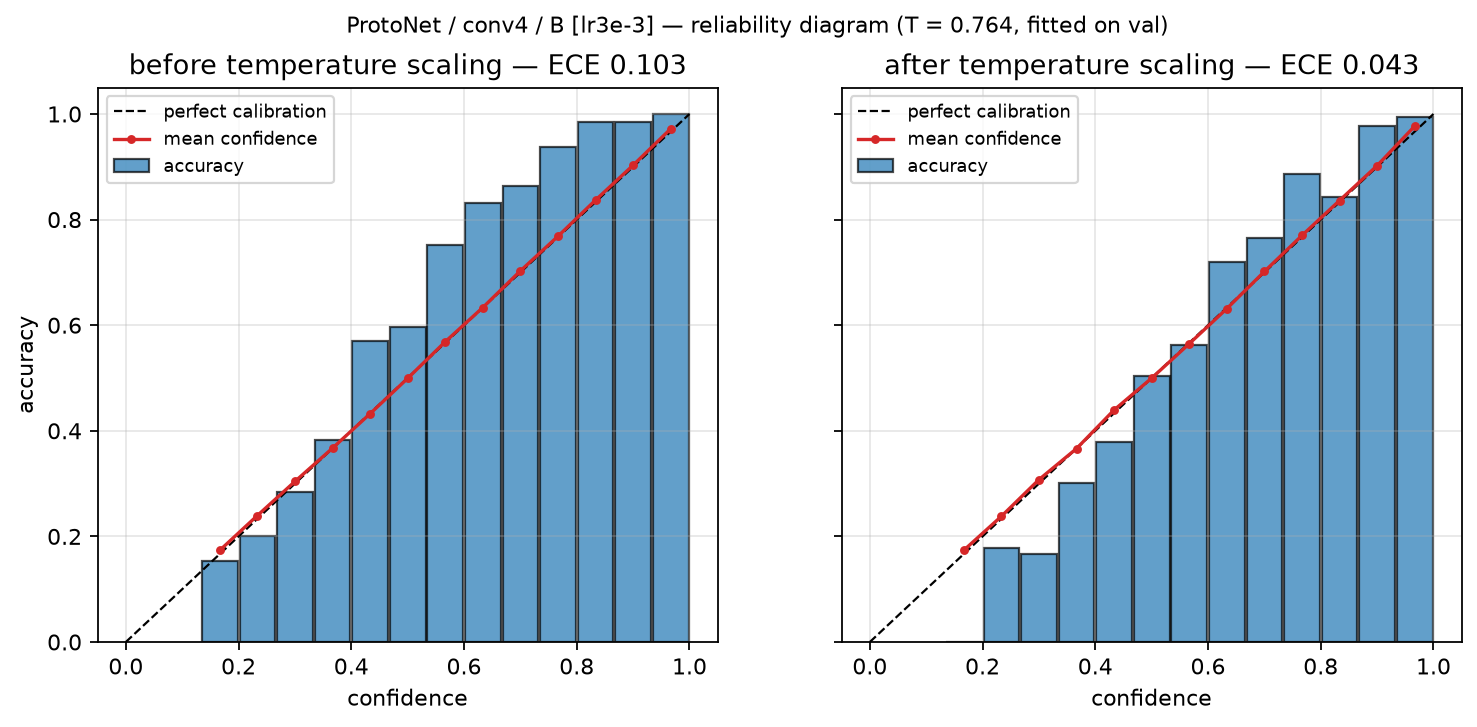 ProtoNet / conv4 / B [lr3e-3] — reliability diagram (T = 0.764, fitted on val)
before temperature scaling — ECE 0.103
perfect calibration
mean confidence
accuracy
1.0
0.8
0.6
0.4
0.2
0.0
accuracy
0.0 0.2 0.4 0.6 0.8 1.0
confidence
after temperature scaling — ECE 0.043
perfect calibration
mean confidence
accuracy
0.0 0.2 0.4 0.6 0.8 1.0
confidence